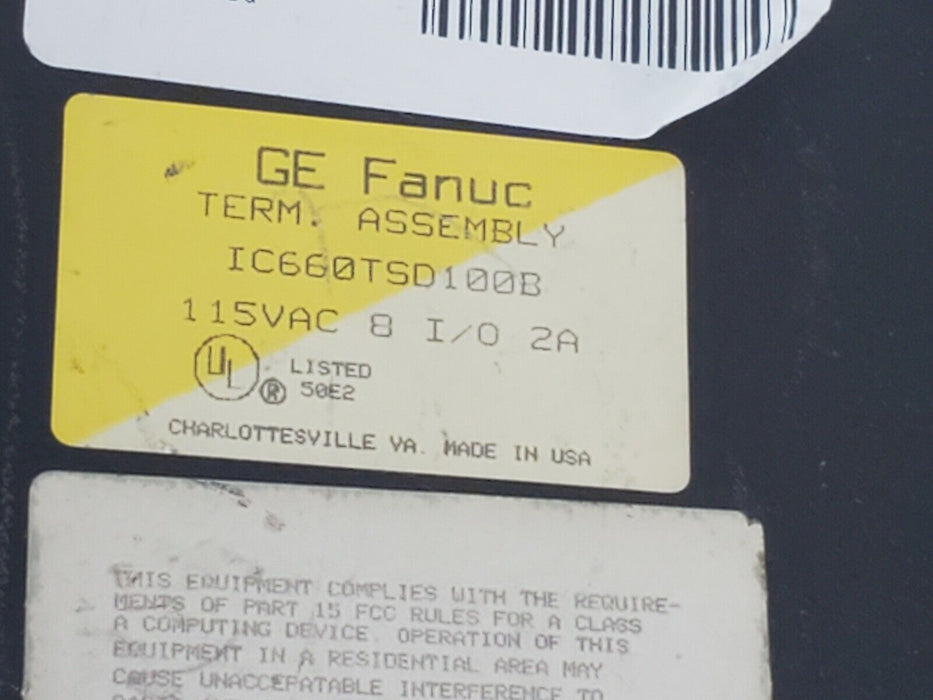 GE Fanuc
TERM. ASSEMBLY
IC660TSD100B
115VAC 8 I/O 2A
UL ® LISTED
50E2
CHARLOTTESVILLE VA. MADE IN USA
THIS EQUIPMENT COMPLIES WITH THE REQUIRE-
MENTS OF PART 15 FCC RULES FOR A CLASS
A COMPUTING DEVICE. OPERATION OF THIS
EQUIPMENT IN A RESIDENTIAL AREA MAY
CAUSE UNACCEPATABLE INTERFERENCE TO